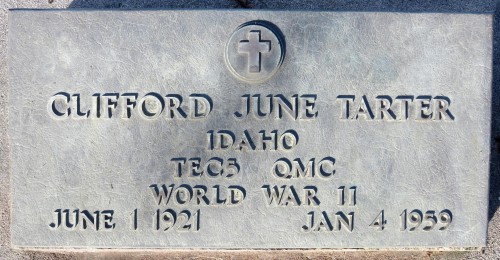 CLIFFORD JUNE TARTER
IDAHO
TEC5 QMC
WORLD WAR II
JUNE 1 1921 JAN 4 1959